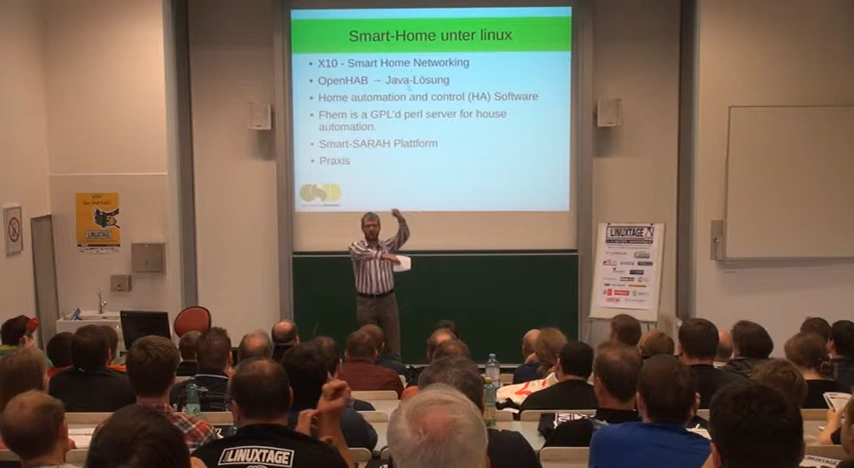 Smart-Home unter linux
• X10 - Smart Home Networking
• OpenHAB → Java-Lösung
• Home automation and control (HA) Software
• Fhem is a GPL'd perl server for house
automation.
• Smart-SARAH Plattform
• Praxis
LINUXTAGE
LINUXTAGE
LINUXTAGE